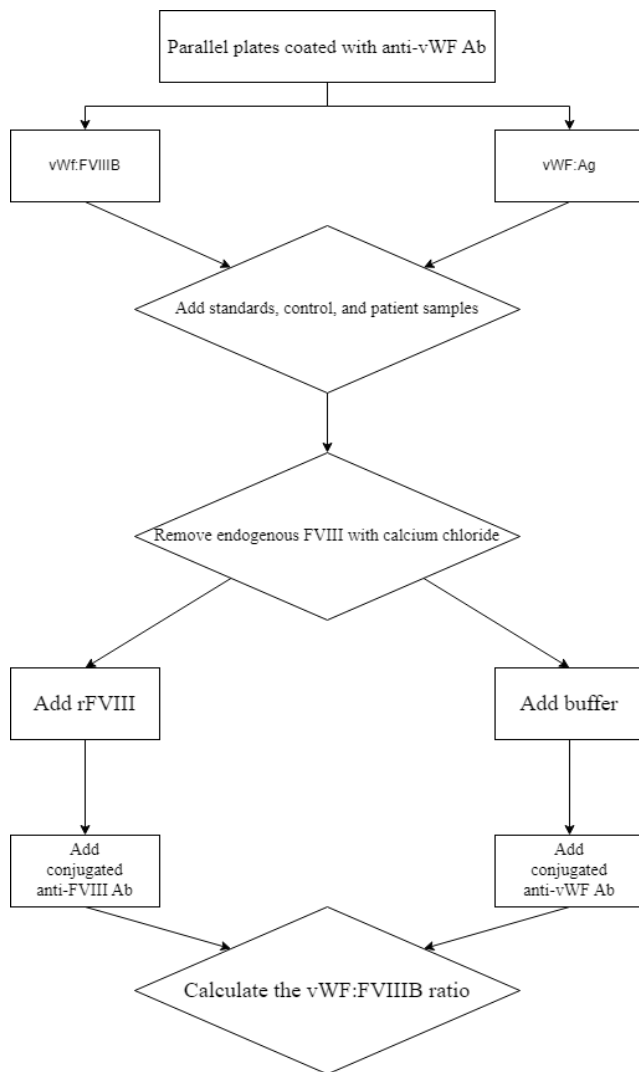 Parallel plates coated with anti-vWF Ab
vWf:FVIIIB
vWF:Ag
Add standards, control, and patient samples
Remove endogenous FVIII with calcium chloride
Add rFVIII
Add buffer
Add
conjugated
anti-FVIII Ab
Add
conjugated
anti-vWF Ab
Calculate the vWF:FVIIIB ratio